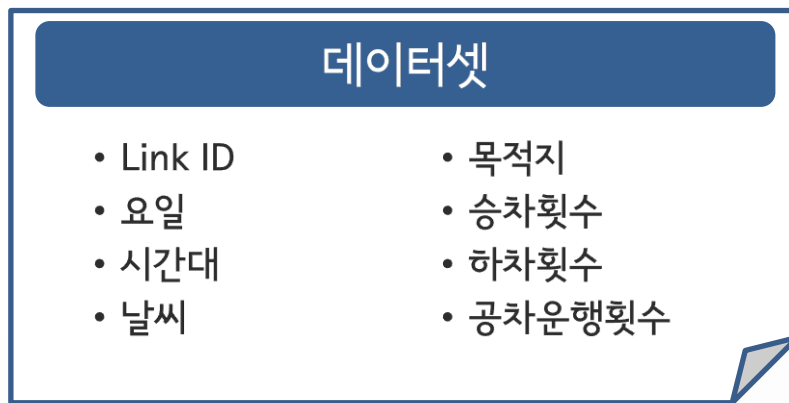 데이터셋
• Link ID
• 요일
• 시간대
• 날씨
• 목적지
• 승차횟수
• 하차횟수
• 공차운행횟수